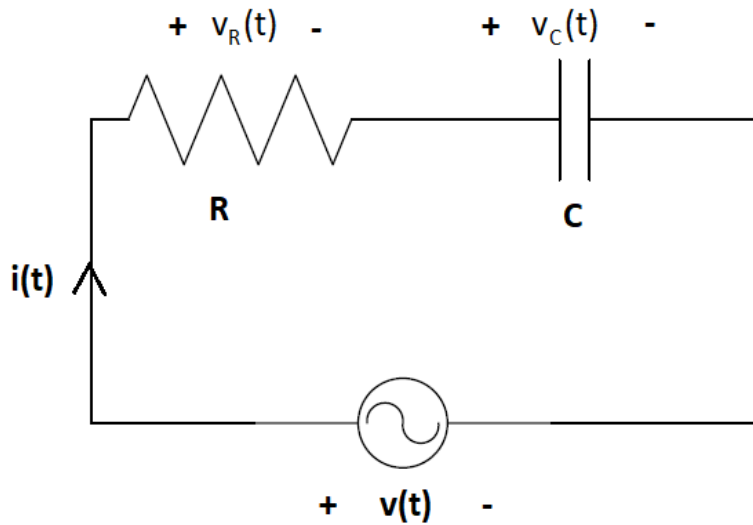 + v_R(t) - + v_C(t) -
R C
i(t)
+ v(t) -